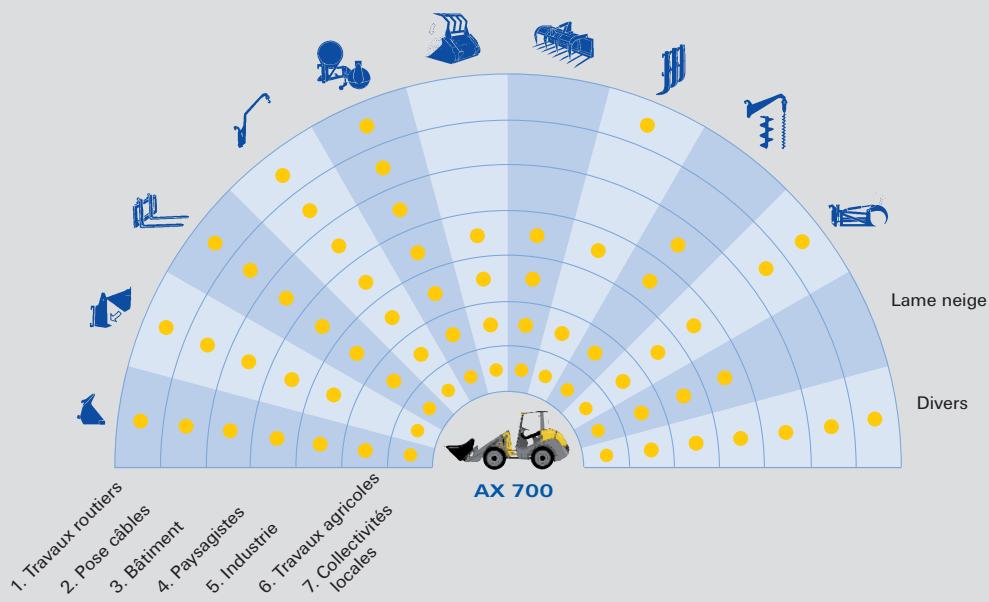 Lame neige
Divers
AX 700
1. Travaux routiers
2. Pose câbles
3. Bâtiment
4. Paysagistes
5. Industrie
6. Travaux agricoles
7. Collectivités
locales